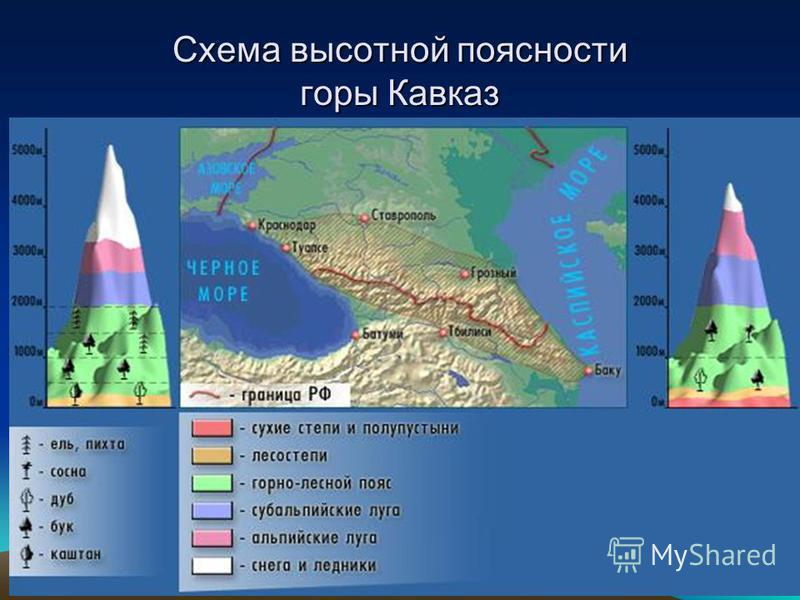 Схема высотной поясности
горы Кавказ
5000м
4000м
3000м
2000м
1000м
0м
АЗОВСКОЕ
МОРЕ
Краснодар
Ставрополь
Туапсе
ЧЕРНОЕ
МОРЕ
Грозный
КАСПИЙСКОЕ МОРЕ
Батуми
Тбилиси
Баку
- граница РФ
5000м
4000м
3000м
2000м
1000м
0м
- ель, пихта
- сосна
- дуб
- бук
- каштан
- сухие степи и полупустыни
- лесостепи
- горно-лесной пояс
- субальпийские луга
- альпийские луга
- снега и ледники
MyShared